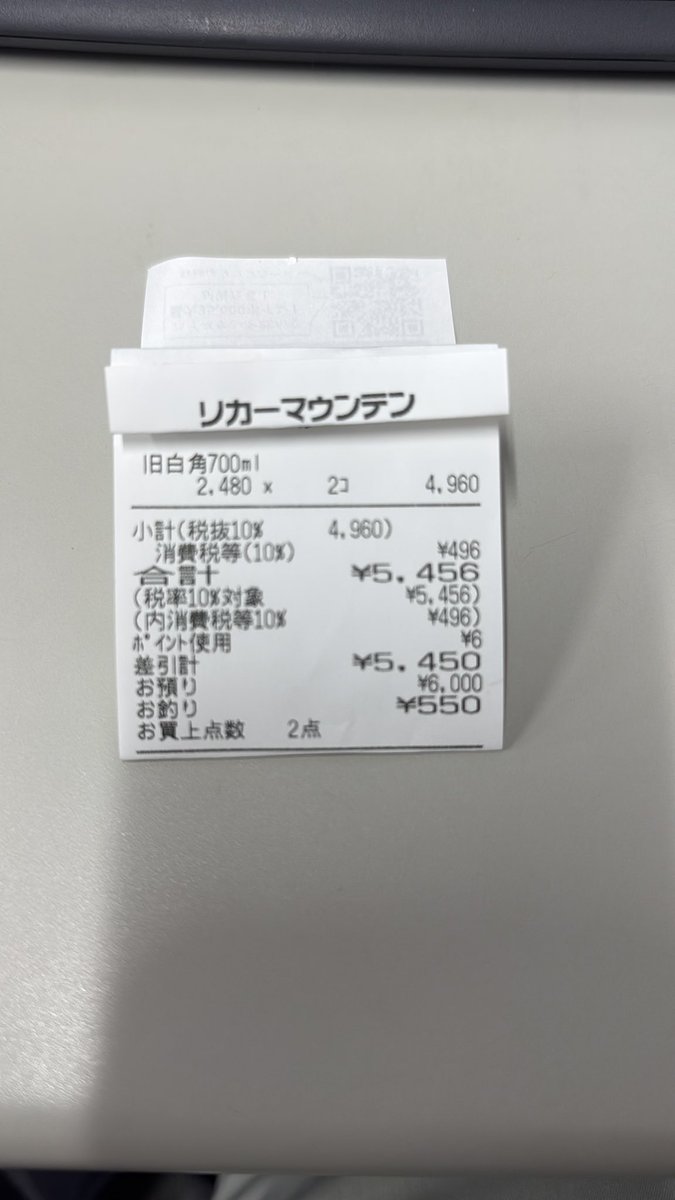 リカーマウンテン
旧白角700ml
2,480 × 2コ 4,960
小計(税抜10% 4,960)
消費税等(10%) ¥496
合計 ¥5,456
(税率10%対象 ¥5,456)
(内消費税等10% ¥496)
ポイント使用 ¥6
差引計 ¥5,450
お預り ¥6,000
お釣り ¥550
お買上点数 2点